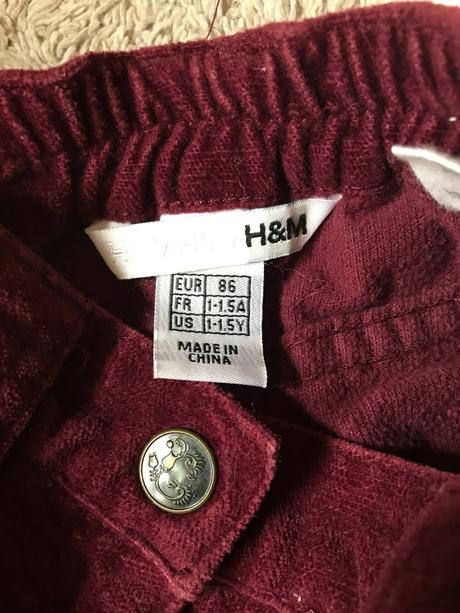 H&M
EUR 86
FR 1-1.5A
US 1-1.5Y
MADE IN
CHINA